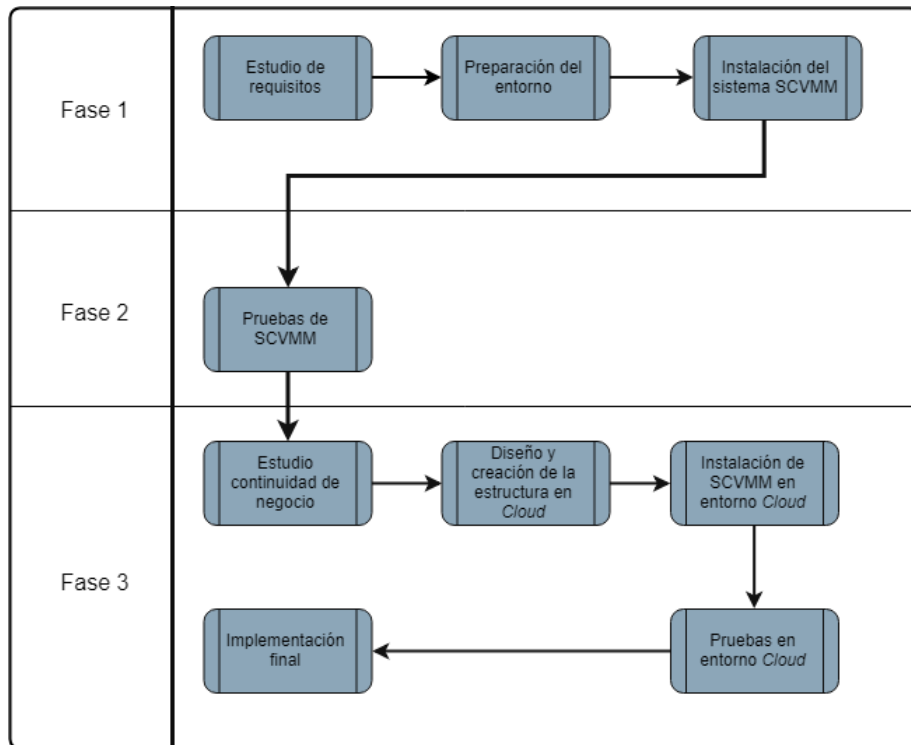 Fase 1
Estudio de
requisitos
Preparación del
entorno
Instalación del
sistema SCVMM
Fase 2
Pruebas de
SCVMM
Fase 3
Estudio
continuidad de
negocio
Diseño y
creación de la
estructura en
Cloud
Instalación de
SCVMM en
entorno Cloud
Implementación
final
Pruebas en
entorno Cloud